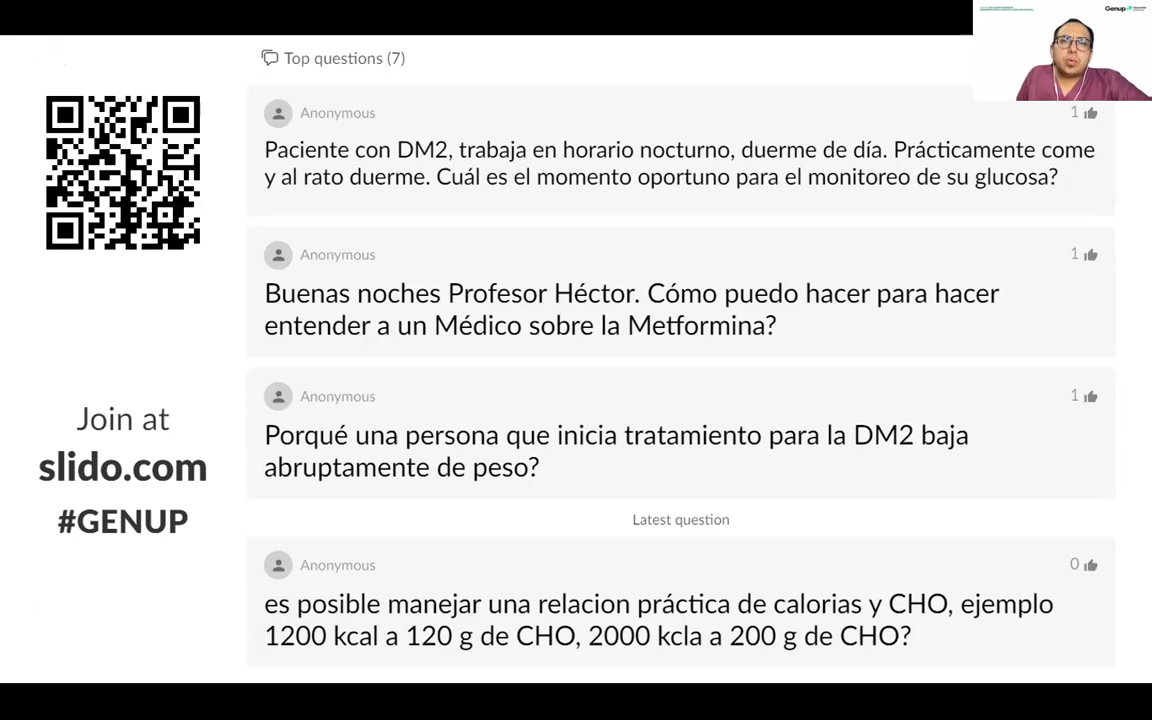 Top questions (7)
Genup
Anonymous
1
Paciente con DM2, trabaja en horario nocturno, duerme de día. Prácticamente come
y al rato duerme. Cuál es el momento oportuno para el monitoreo de su glucosa?
Anonymous
1
Buenas noches Profesor Héctor. Cómo puedo hacer para hacer
entender a un Médico sobre la Metformina?
Anonymous
1
Porqué una persona que inicia tratamiento para la DM2 baja
abruptamente de peso?
Join at
slido.com
#GENUP
Latest question
Anonymous
0
es posible manejar una relacion práctica de calorias y CHO, ejemplo
1200 kcal a 120 g de CHO, 2000 kcla a 200 g de CHO?